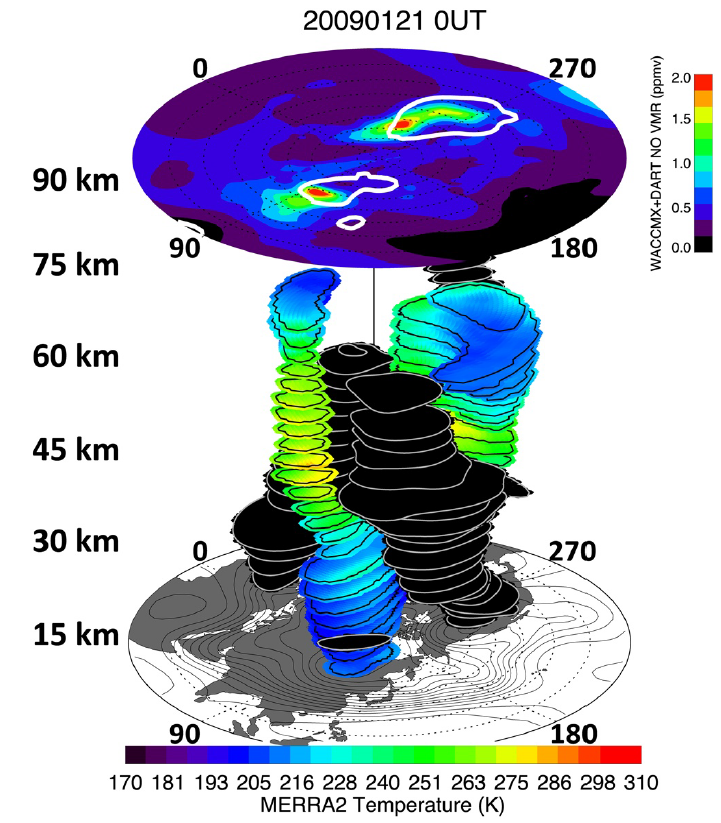 20090121 0UT
0
270
90 km
90
180
75 km
60 km
45 km
30 km
0
270
15 km
90
180
WACCMX+DART NO VMR (ppmv)
2.0
1.5
1.0
0.5
0.0
170 181 193 205 216 228 240 251 263 275 286 298 310
MERRA2 Temperature (K)